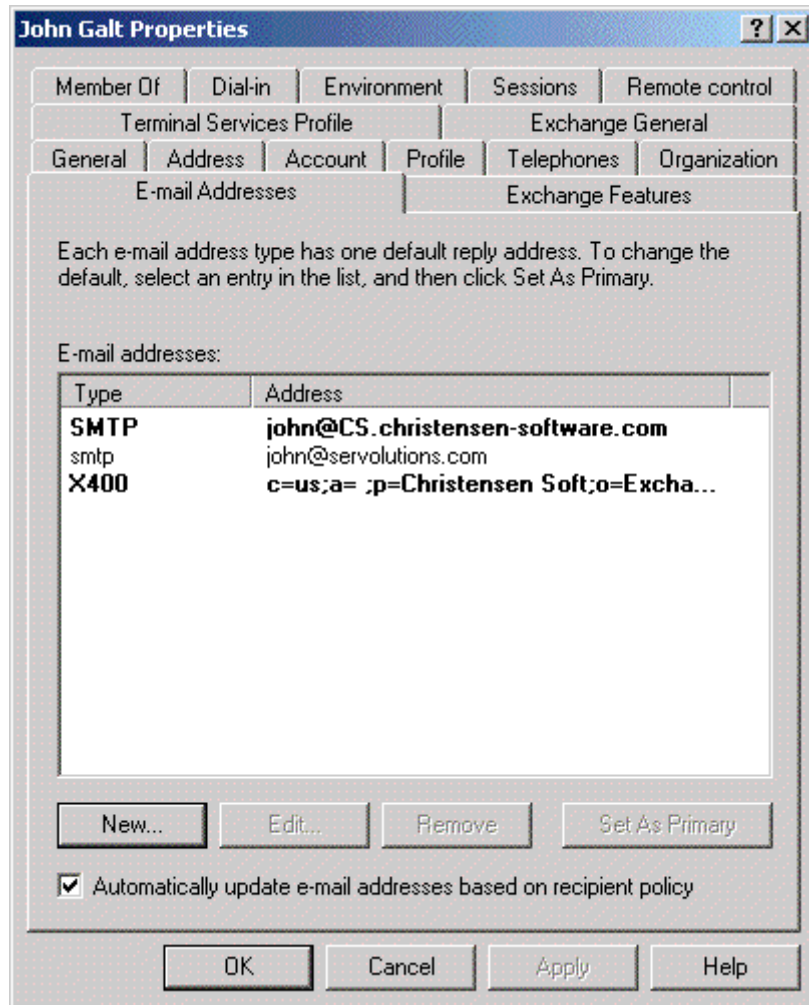 John Galt Properties
Member Of Dial-in Environment Sessions Remote control
Terminal Services Profile Exchange General
General Address Account Profile Telephones Organization
E-mail Addresses Exchange Features
Each e-mail address type has one default reply address. To change the
default, select an entry in the list, and then click Set As Primary.
E-mail addresses:
Type Address
SMTP john@CS.christensen-software.com
smtp john@servolutions.com
X400 c=us;a= ;p=Christensen Soft;o=Excha...
New... Edit... Remove Set As Primary
Automatically update e-mail addresses based on recipient policy
OK Cancel Apply Help